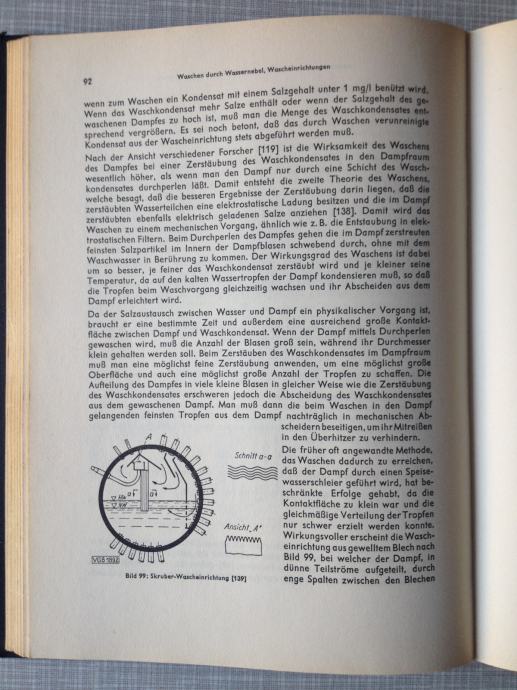 92
Waschen durch Wassernebel, Wascheinrichtungen
wenn zum Waschen ein Kondensat mit einem Salzgehalt unter 1 mg/l benützt wird.
Wenn das Waschkondensat mehr Salze enthält oder wenn der Salzgehalt des ge-
waschenen Dampfes zu hoch ist, muß man die Menge des Waschkondensates ent-
sprechend vergrößern. Es sei noch betont, daß das durch Waschen verunreinigte
Kondensat aus der Wascheinrichtung stets abgeführt werden muß.
Nach der Ansicht verschiedener Forscher [119] ist die Wirksamkeit des Waschens
des Dampfes bei einer Zerstäubung des Waschkondensates in den Dampfraum
wesentlich höher, als wenn man den Dampf nur durch eine Schicht des Wasch-
kondensates durchperlen läßt. Damit entsteht die zweite Theorie des Waschens,
welche besagt, daß die besseren Ergebnisse der Zerstäubung darin liegen, daß die
zerstäubten Wasserteilchen eine elektrostatische Ladung besitzen und die im Dampf
zerstäubten ebenfalls elektrisch geladenen Salze anziehen [138]. Damit wird das
Waschen zu einem mechanischen Vorgang, ähnlich wie z. B. die Entstaubung in elek-
trostatischen Filtern. Beim Durchperlen des Dampfes gehen die im Dampf zerstreuten
feinsten Salzpartikel im Innern der Dampfblasen schwebend durch, ohne mit dem
Waschwasser in Berührung zu kommen. Der Wirkungsgrad des Waschens ist dabei
um so besser, je feiner das Waschkondensat zerstäubt wird und je kleiner seine
Temperatur, da auf den kalten Wassertropfen der Dampf kondensieren muß, so daß
die Tropfen beim Waschvorgang gleichzeitig wachsen und ihr Abscheiden aus dem
Dampf erleichtert wird.
Da der Salzaustausch zwischen Wasser und Dampf ein physikalischer Vorgang ist,
braucht er eine bestimmte Zeit und außerdem eine ausreichend große Kontakt-
fläche zwischen Dampf und Waschkondensat. Wenn der Dampf mittels Durchperlen
gewaschen wird, muß die Anzahl der Blasen groß sein, während ihr Durchmesser
klein gehalten werden soll. Beim Zerstäuben des Waschkondensates im Dampfraum
muß man eine möglichst feine Zerstäubung anwenden, um eine möglichst große
Oberfläche und auch eine möglichst große Anzahl der Tropfen zu schaffen. Die
Aufteilung des Dampfes in viele kleine Blasen in gleicher Weise wie die Zerstäubung
des Waschkondensates erschweren jedoch die Abscheidung des Waschkondensates
aus dem gewaschenen Dampf. Man muß dann die beim Waschen in den Dampf
gelangenden feinsten Tropfen aus dem Dampf nachträglich in mechanischen Ab-
scheidern beseitigen, um ihr Mitreißen
in den Überhitzer zu verhindern.
Die früher oft angewandte Methode,
das Waschen dadurch zu erreichen,
daß der Dampf durch einen Speise-
wasserschleier geführt wird, hat be-
schränkte Erfolge gehabt, da die
Kontaktfläche zu klein war und die
gleichmäßige Verteilung der Tropfen
nur schwer erzielt werden konnte.
Wirkungsvoller erscheint die Wasch-
einrichtung aus gewelltem Blech nach
Bild 99, bei welcher der Dampf, in
dünne Teilströme aufgeteilt, durch
enge Spalten zwischen den Blechen
A
Schnitt a-a
a a
Ansicht „A"
VGB 1892
Bild 99: Skruber-Wascheinrichtung [139]